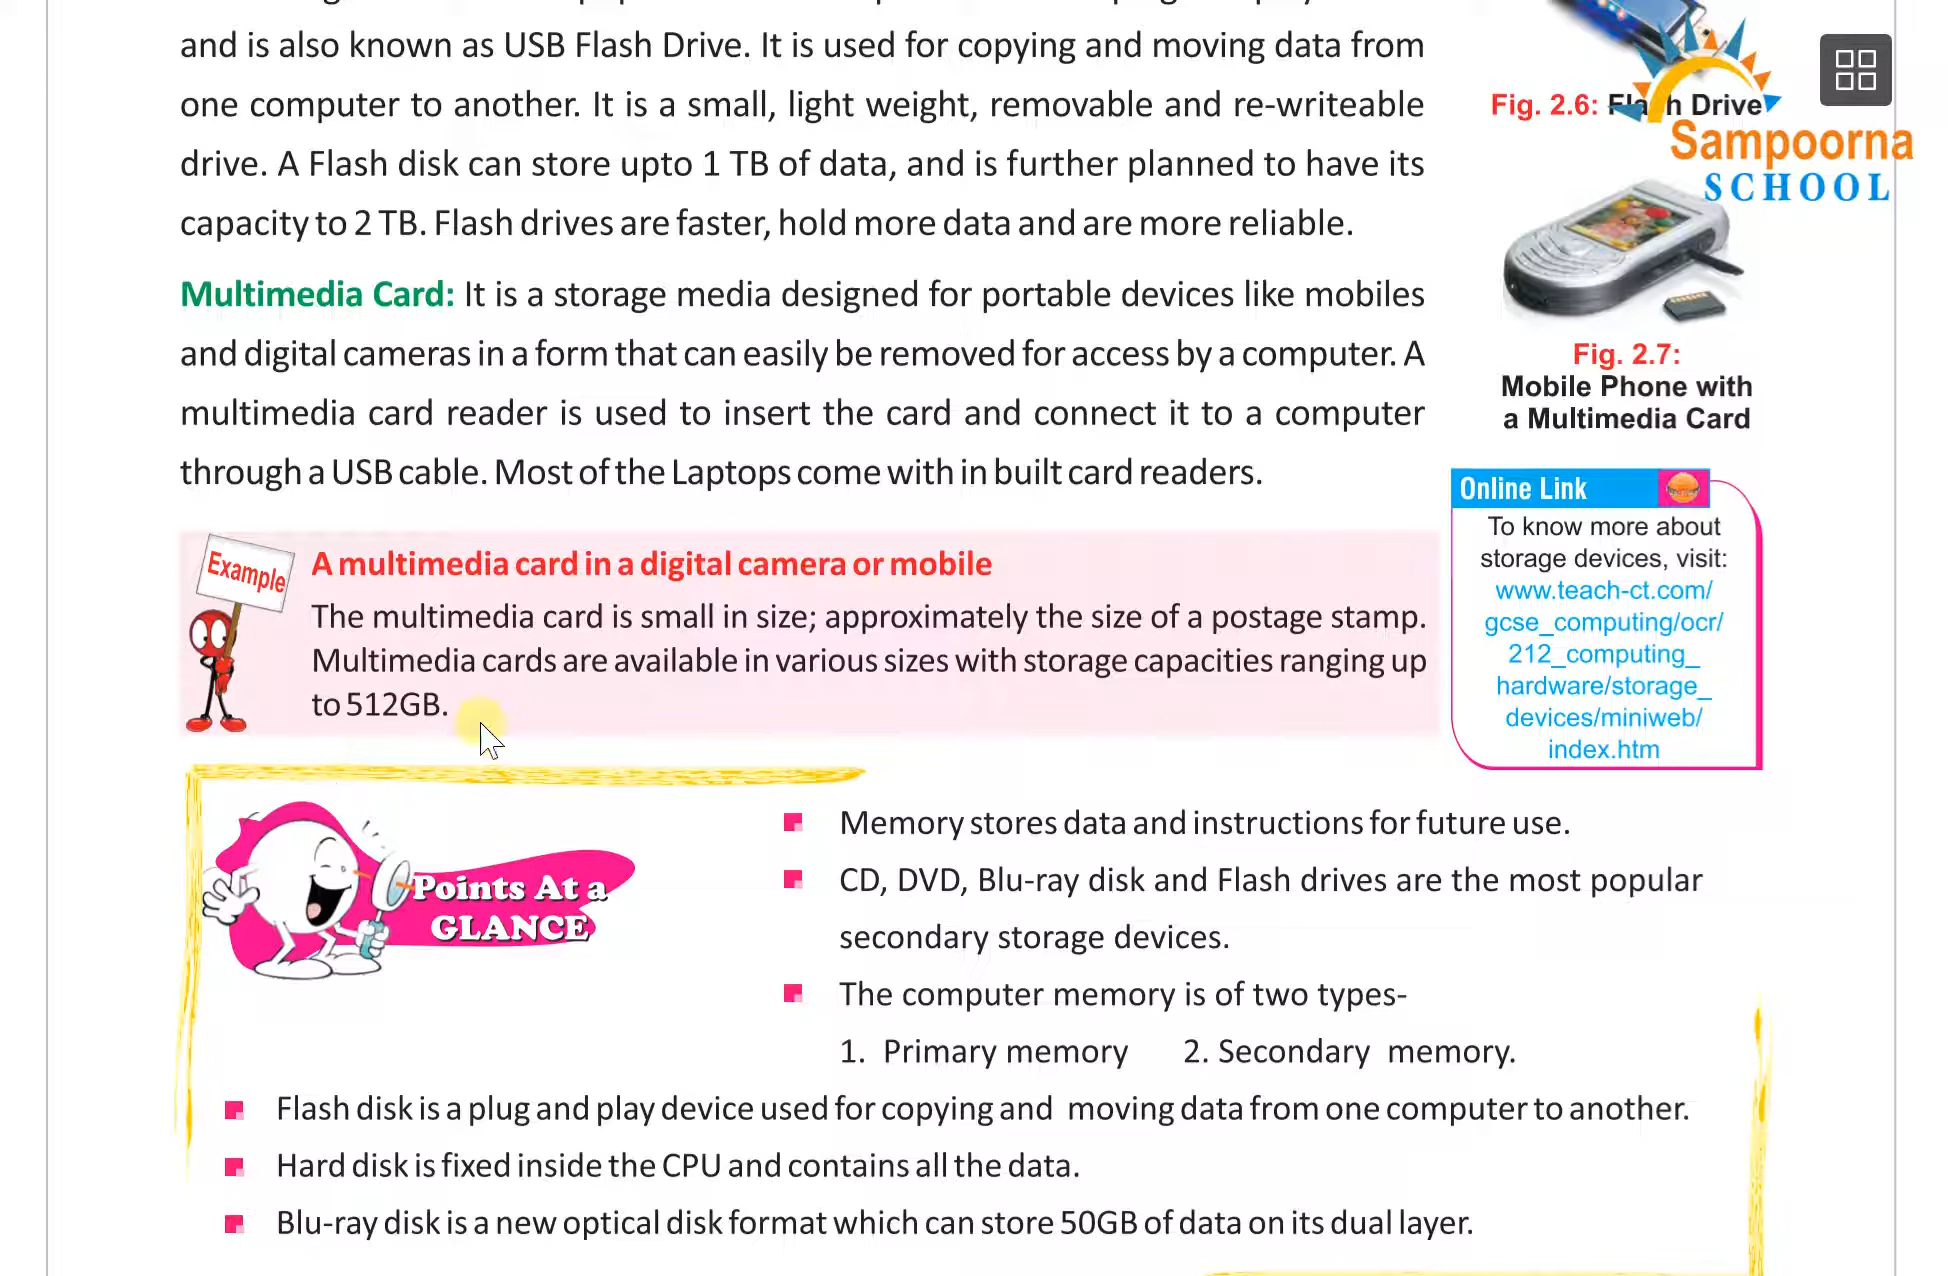 and is also known as USB Flash Drive. It is used for copying and moving data from
one computer to another. It is a small, light weight, removable and re-writeable
drive. A Flash disk can store upto 1 TB of data, and is further planned to have its
capacity to 2 TB. Flash drives are faster, hold more data and are more reliable.
Multimedia Card: It is a storage media designed for portable devices like mobiles
and digital cameras in a form that can easily be removed for access by a computer. A
multimedia card reader is used to insert the card and connect it to a computer
through a USB cable. Most of the Laptops come with in built card readers.
Example
A multimedia card in a digital camera or mobile
The multimedia card is small in size; approximately the size of a postage stamp.
Multimedia cards are available in various sizes with storage capacities ranging up
to 512GB.
Fig. 2.6: Flash Drive
Sampoorna
SCHOOL
Fig. 2.7:
Mobile Phone with
a Multimedia Card
Online Link
To know more about
storage devices, visit:
www.teach-ct.com/
gcse_computing/ocr/
212_computing_
hardware/storage_
devices/miniweb/
index.htm
Points At a
GLANCE
Memory stores data and instructions for future use.
CD, DVD, Blu-ray disk and Flash drives are the most popular
secondary storage devices.
The computer memory is of two types-
1. Primary memory 2. Secondary memory.
Flash disk is a plug and play device used for copying and moving data from one computer to another.
Hard disk is fixed inside the CPU and contains all the data.
Blu-ray disk is a new optical disk format which can store 50GB of data on its dual layer.